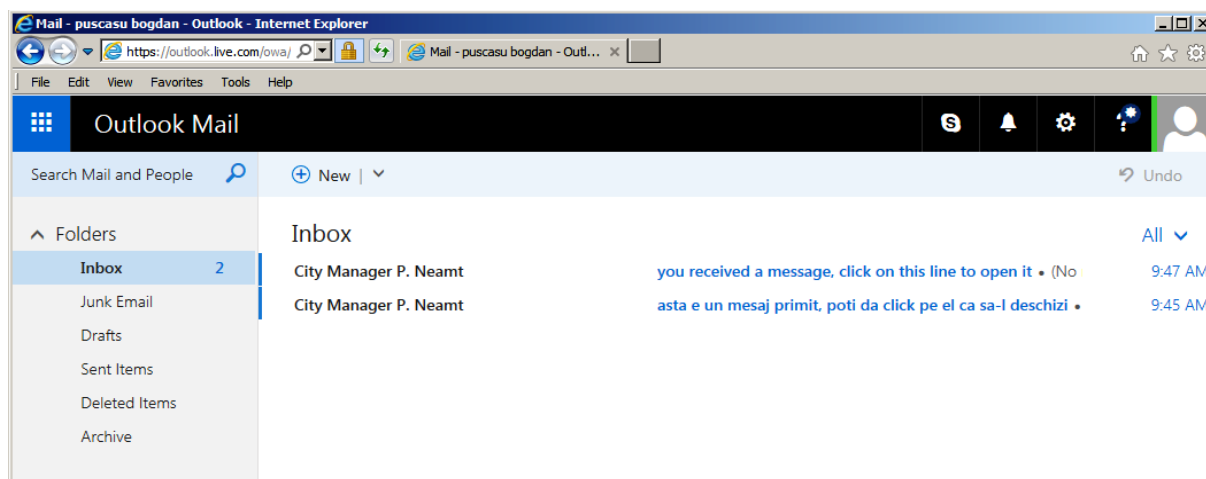 Mail - puscasu bogdan - Outlook - Internet Explorer
https://outlook.live.com/owa/ Mail - puscasu bogdan - Outl...
File Edit View Favorites Tools Help
Outlook Mail
Search Mail and People New Undo
Folders Inbox All
Inbox 2 City Manager P. Neamt you received a message, click on this line to open it • (No 9:47 AM
Junk Email City Manager P. Neamt asta e un mesaj primit, poti da click pe el ca sa-l deschizi • 9:45 AM
Drafts
Sent Items
Deleted Items
Archive